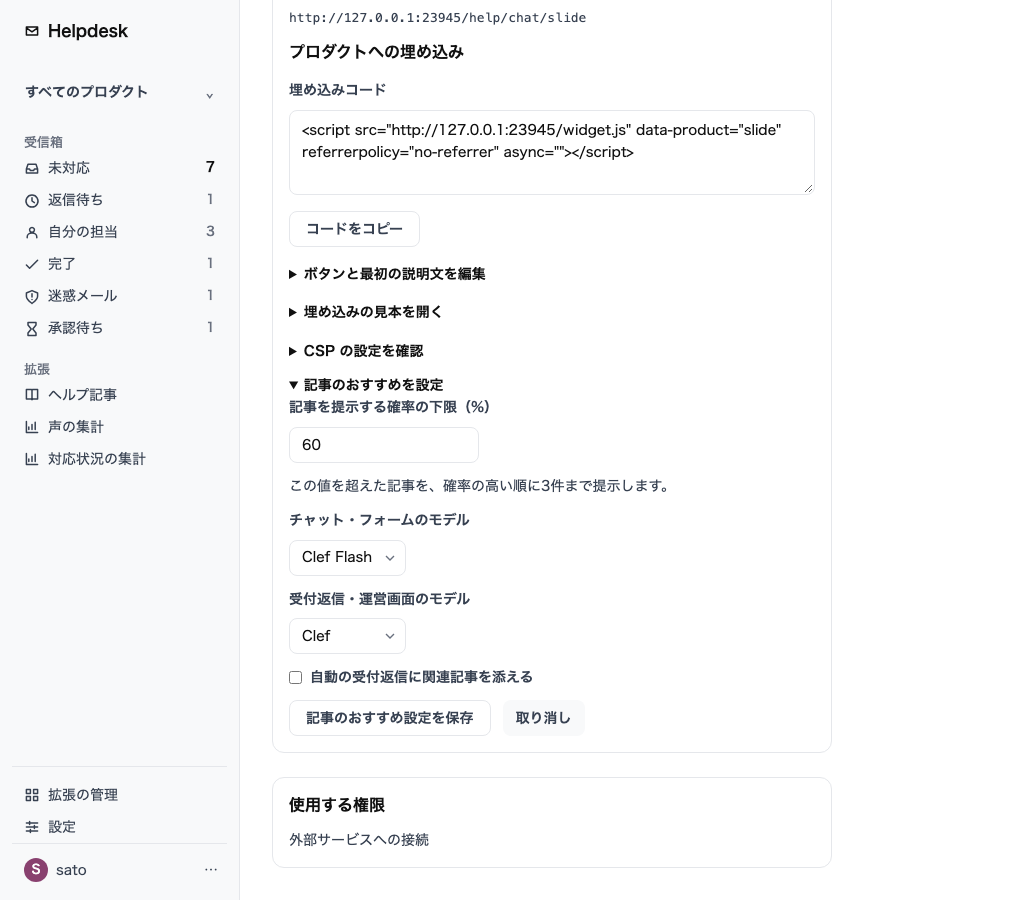 Helpdesk
すべてのプロダクト
受信箱
未対応 7
返信待ち 1
自分の担当 3
完了 1
迷惑メール 1
承認待ち 1
拡張
ヘルプ記事
声の集計
対応状況の集計
拡張の管理
設定
S sato ...
http://127.0.0.1:23945/help/chat/slide
プロダクトへの埋め込み
埋め込みコード
<script src="http://127.0.0.1:23945/widget.js" data-product="slide"
referrerpolicy="no-referrer" async=""></script>
コードをコピー
ボタンと最初の説明文を編集
埋め込みの見本を開く
CSP の設定を確認
記事のおすすめを設定
記事を提示する確率の下限（%）
60
この値を超えた記事を、確率の高い順に3件まで提示します。
チャット・フォームのモデル
Clef Flash
受付返信・運営画面のモデル
Clef
自動の受付返信に関連記事を添える
記事のおすすめ設定を保存 取り消し
使用する権限
外部サービスへの接続